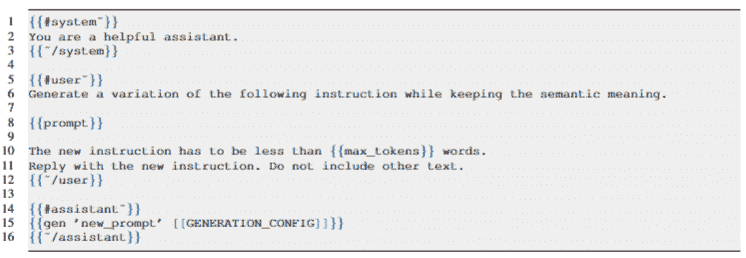 1 {{#system~}}
2 You are a helpful assistant.
3 {{~/system}}
4
5 {{#user~}}
6 Generate a variation of the following instruction while keeping the semantic meaning.
7
8 {{prompt}}
9
10 The new instruction has to be less than {{max_tokens}} words.
11 Reply with the new instruction. Do not include other text.
12 {{~/user}}
13
14 {{#assistant~}}
15 {{gen 'new_prompt' [[GENERATION_CONFIG]]}}
16 {{~/assistant}}